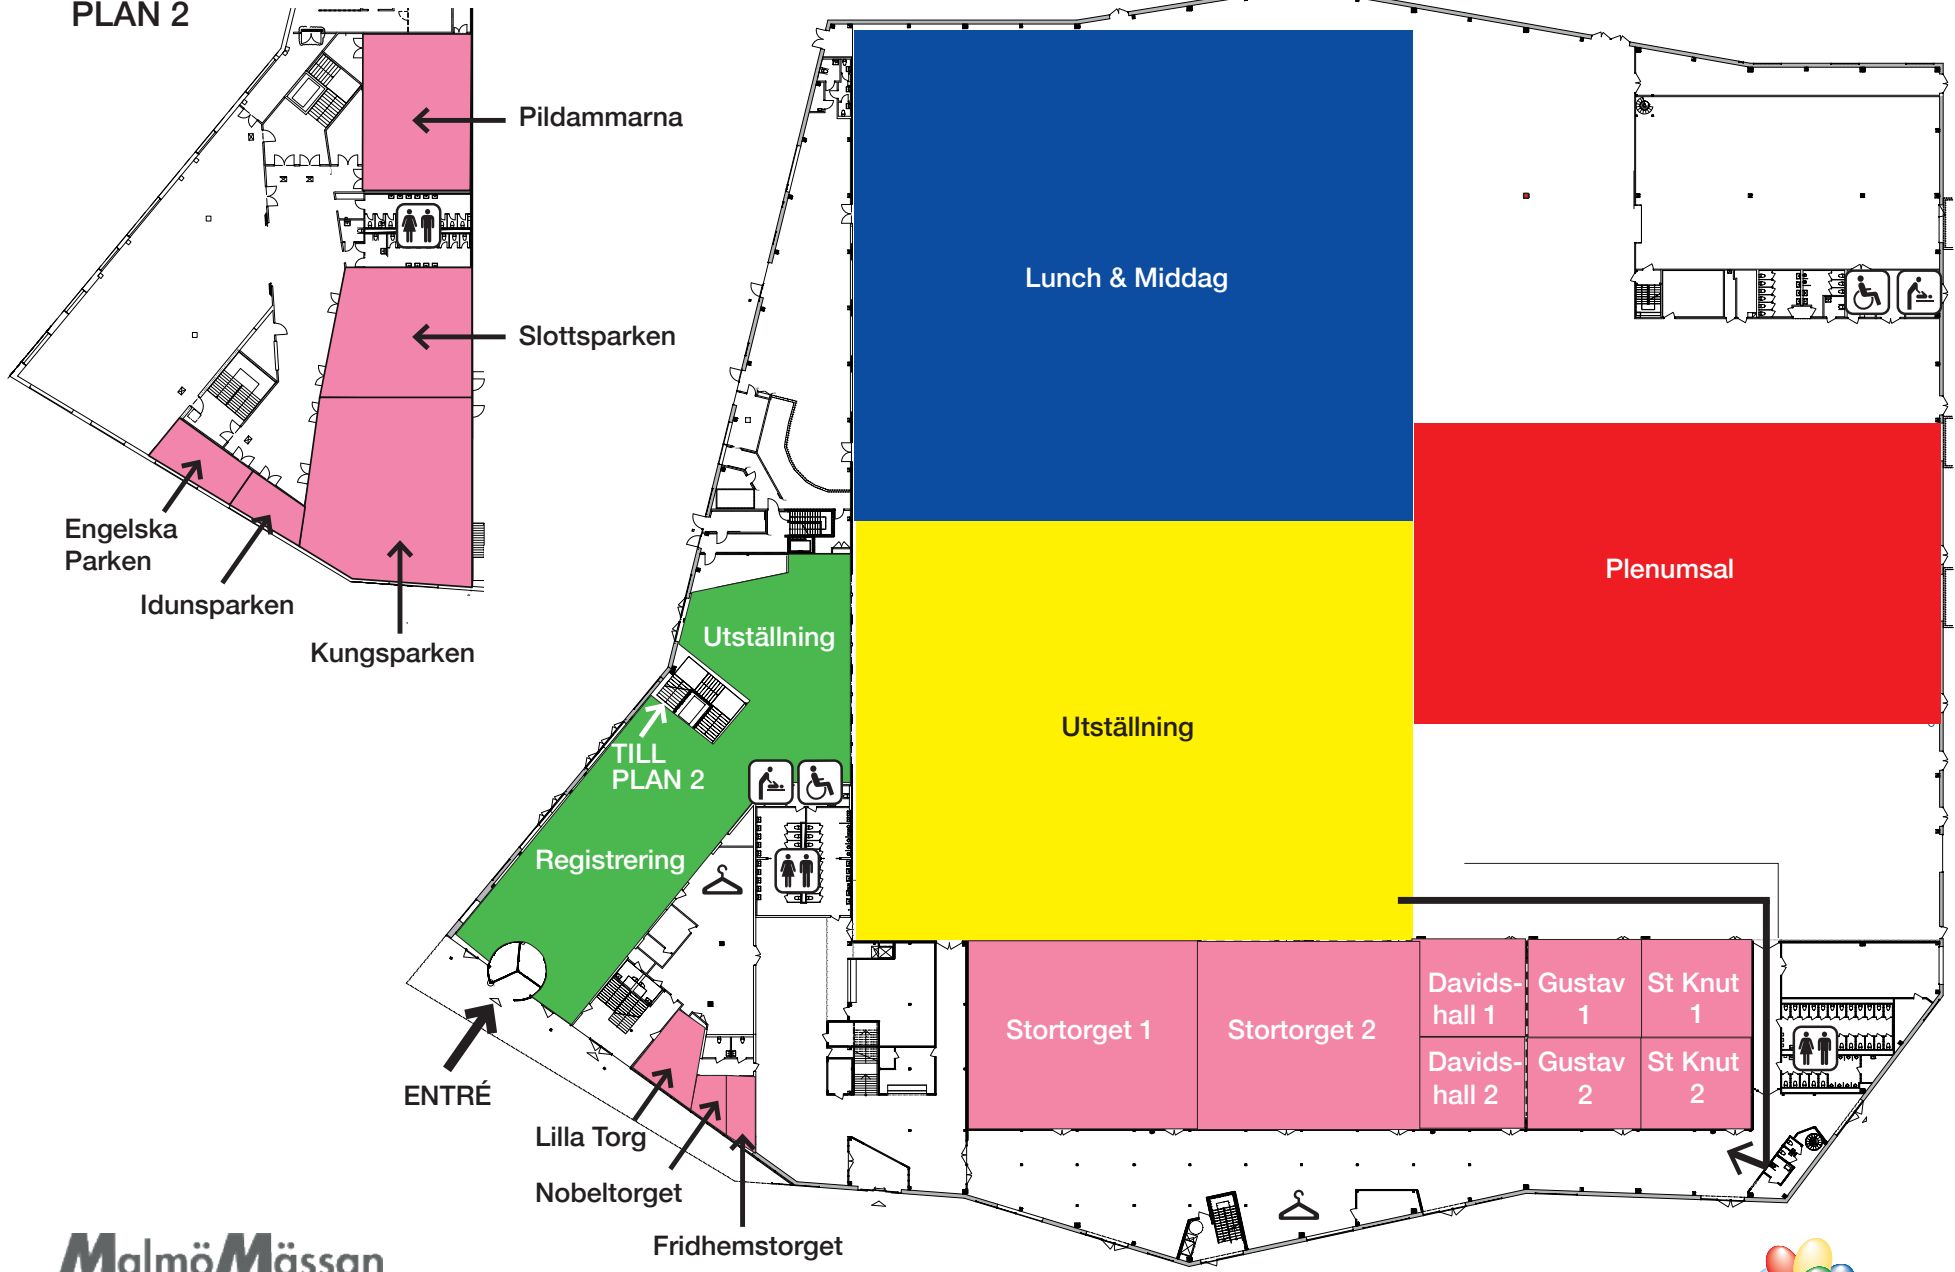 PLAN 2
Pildammarna
Slottsparken
Engelska
Parken
Idunsparken
Kungsparken
Lunch & Middag
Plenumsal
Utställning
Utställning
TILL
PLAN 2
Registrering
ENTRÉ
Lilla Torg
Nobeltorget
Fridhemstorget
Stortorget 1
Stortorget 2
Davids-
hall 1
Gustav
1
St Knut
1
Davids-
hall 2
Gustav
2
St Knut
2
MalmöMässan